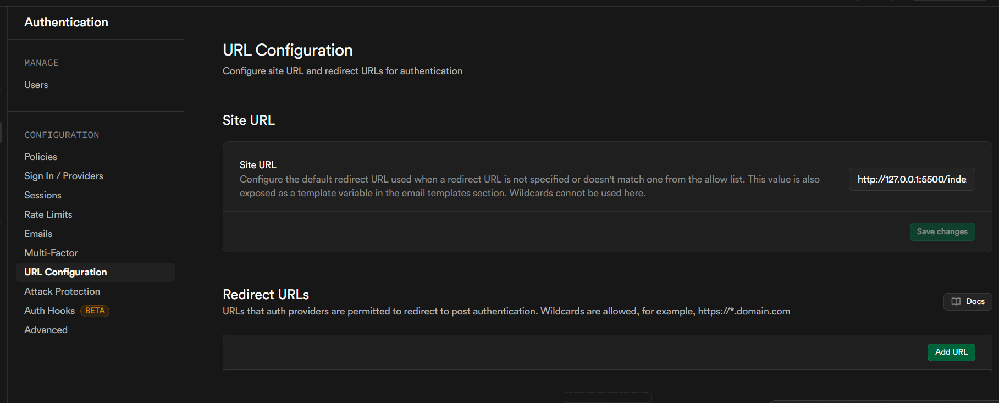 Authentication
MANAGE
Users
CONFIGURATION
Policies
Sign In / Providers
Sessions
Rate Limits
Emails
Multi-Factor
URL Configuration
Attack Protection
Auth Hooks BETA
Advanced
URL Configuration
Configure site URL and redirect URLs for authentication
Site URL
Site URL
Configure the default redirect URL used when a redirect URL is not specified or doesn't match one from the allow list. This value is also
exposed as a template variable in the email templates section. Wildcards cannot be used here.
http://127.0.0.1:5500/inde
Save changes
Redirect URLs
URLs that auth providers are permitted to redirect to post authentication. Wildcards are allowed, for example, https://*.domain.com
Docs
Add URL